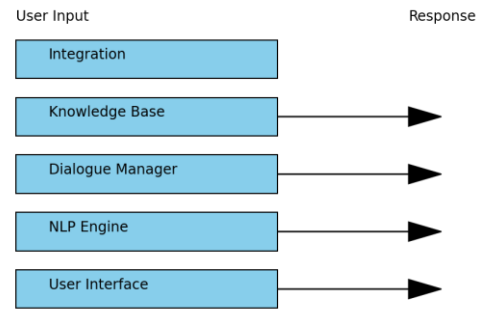 User Input
Response
Integration
Knowledge Base
Dialogue Manager
NLP Engine
User Interface